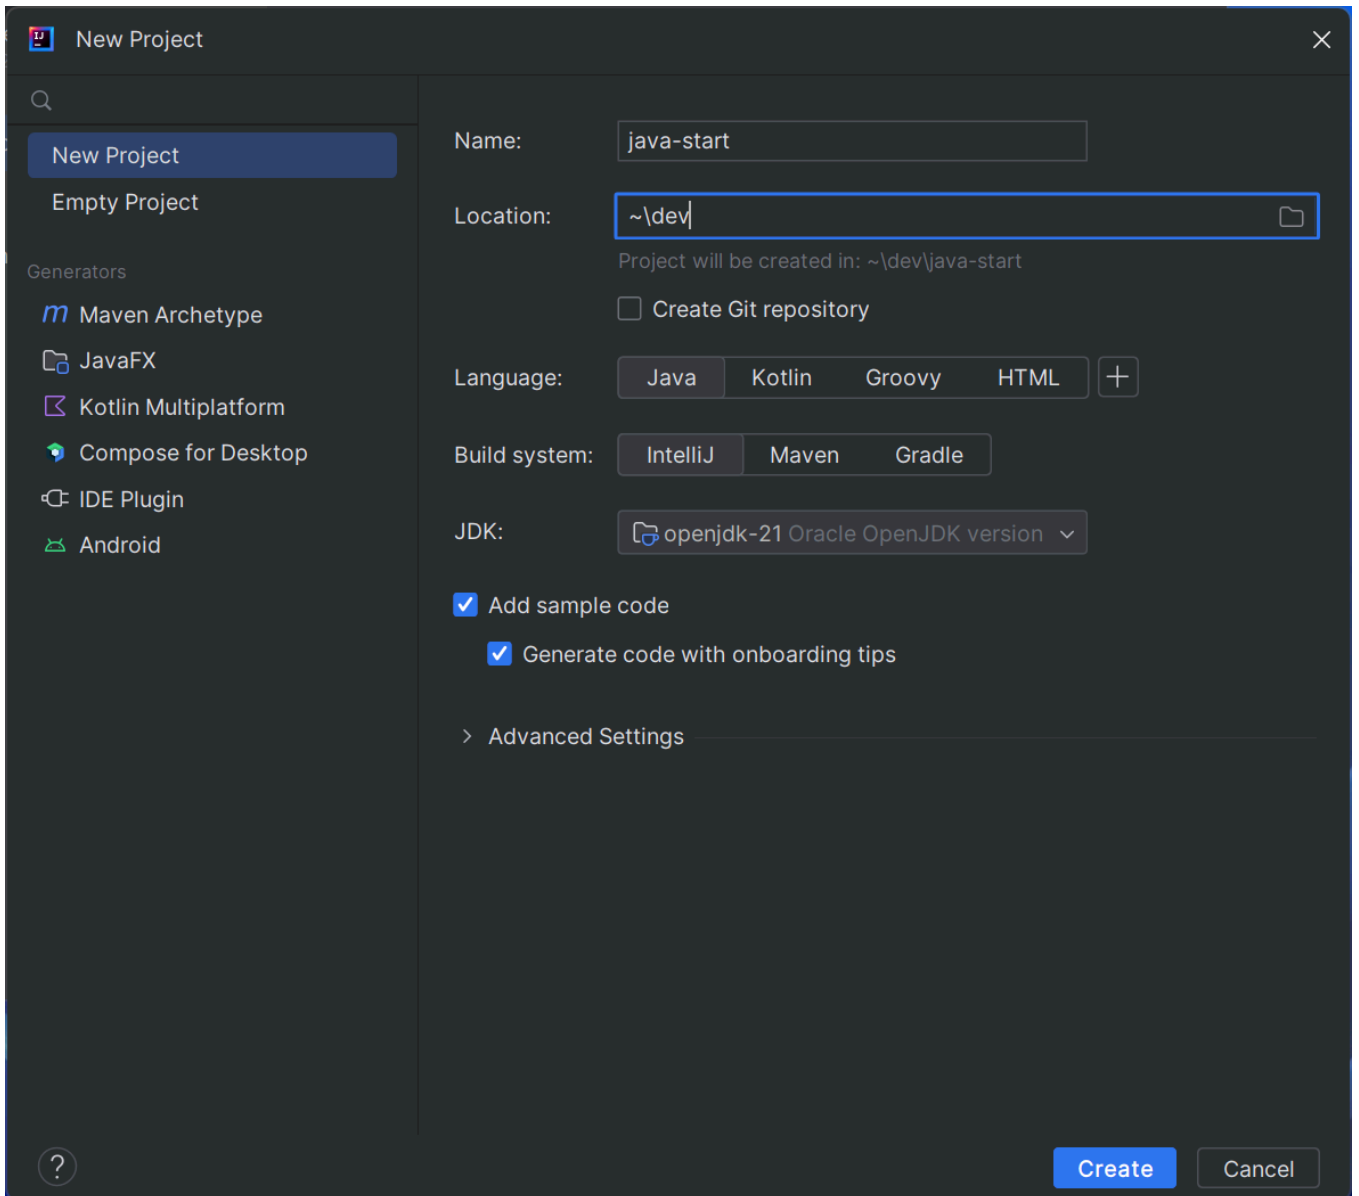 New Project
New Project
Empty Project
Generators
Maven Archetype
JavaFX
Kotlin Multiplatform
Compose for Desktop
IDE Plugin
Android
Name: java-start
Location: ~\dev
Project will be created in: ~\dev\java-start
Create Git repository
Language: Java Kotlin Groovy HTML
Build system: IntelliJ Maven Gradle
JDK: openjdk-21 Oracle OpenJDK version
Add sample code
Generate code with onboarding tips
Advanced Settings
? Create Cancel